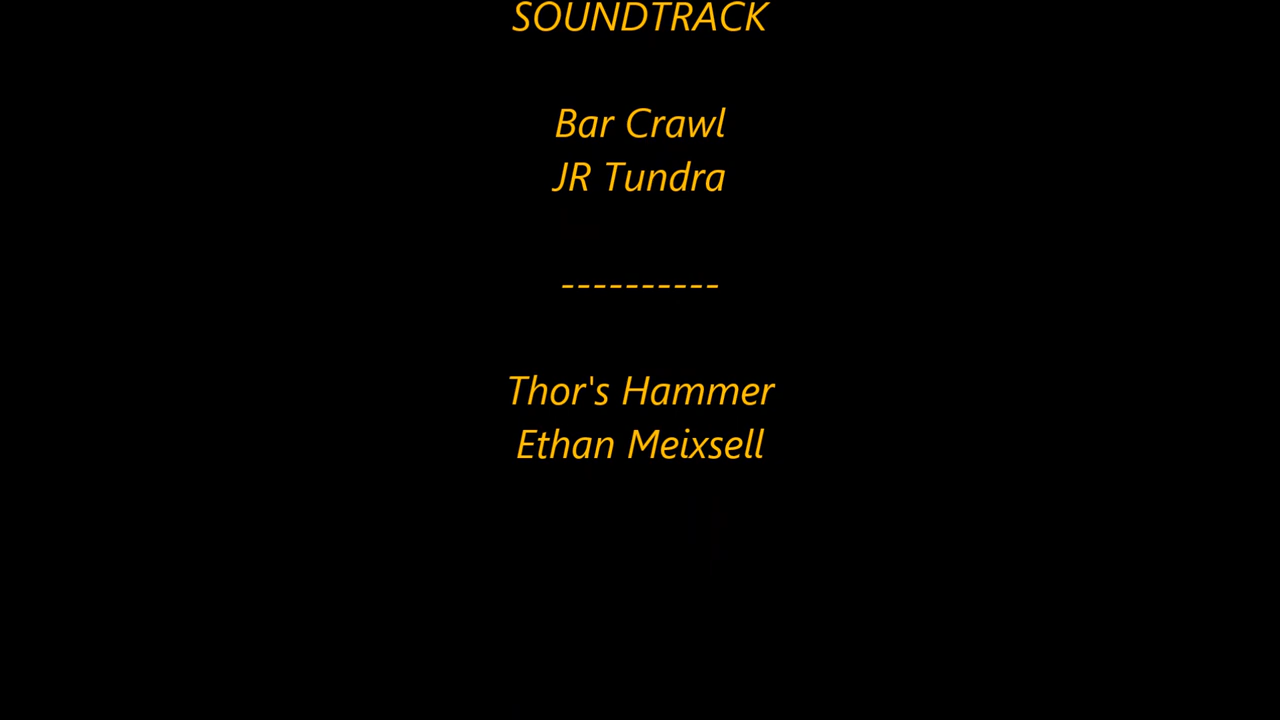 SOUNDTRACK
Bar Crawl
JR Tundra
----------
Thor's Hammer
Ethan Meixsell